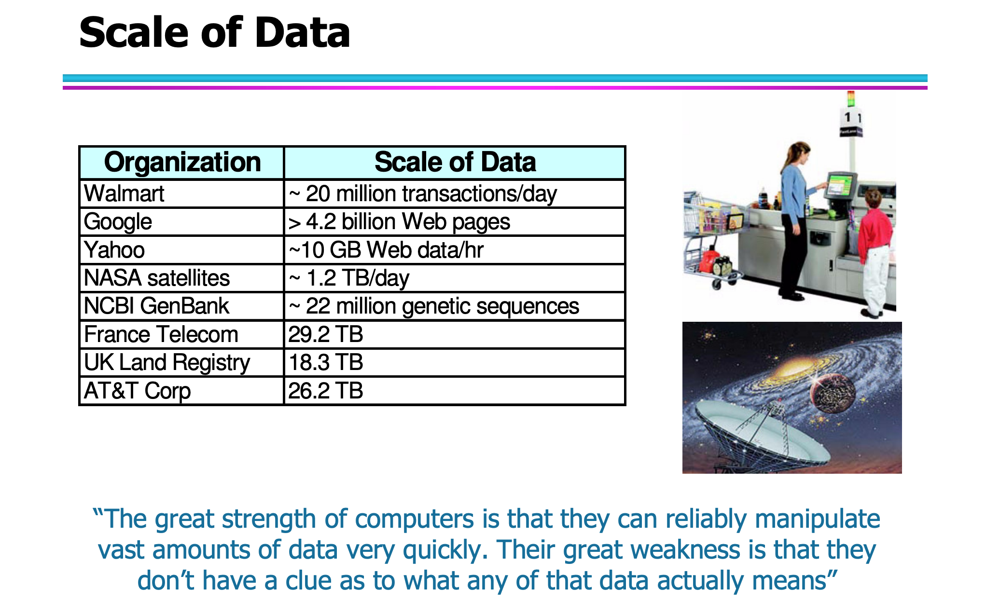 Scale of Data
Organization Scale of Data
Walmart ~ 20 million transactions/day
Google > 4.2 billion Web pages
Yahoo ~10 GB Web data/hr
NASA satellites ~ 1.2 TB/day
NCBI GenBank ~ 22 million genetic sequences
France Telecom 29.2 TB
UK Land Registry 18.3 TB
AT&T Corp 26.2 TB
1 1
“The great strength of computers is that they can reliably manipulate
vast amounts of data very quickly. Their great weakness is that they
don’t have a clue as to what any of that data actually means”